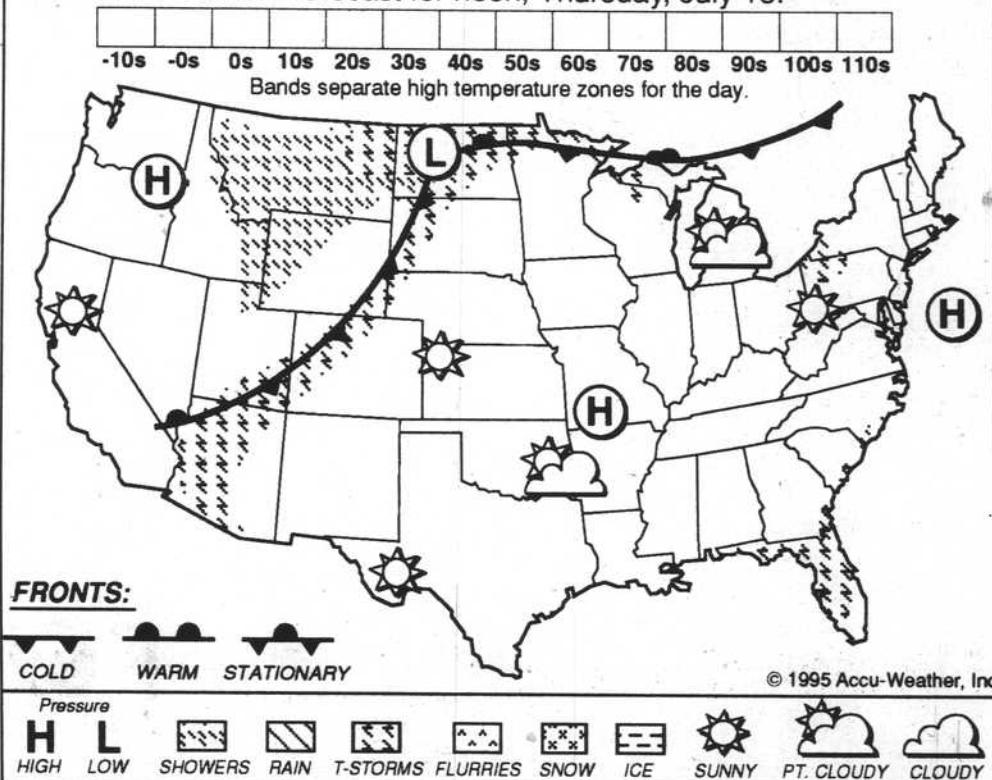 -10s -0s 0s 10s 20s 30s 40s 50s 60s 70s 80s 90s 100s 110s
Bands separate high temperature zones for the day.
L
H
H
H
FRONTS:
COLD WARM STATIONARY
© 1995 Accu-Weather, Inc
Pressure
H L
HIGH LOW SHOWERS RAIN T-STORMS FLURRIES SNOW ICE SUNNY PT. CLOUDY CLOUDY